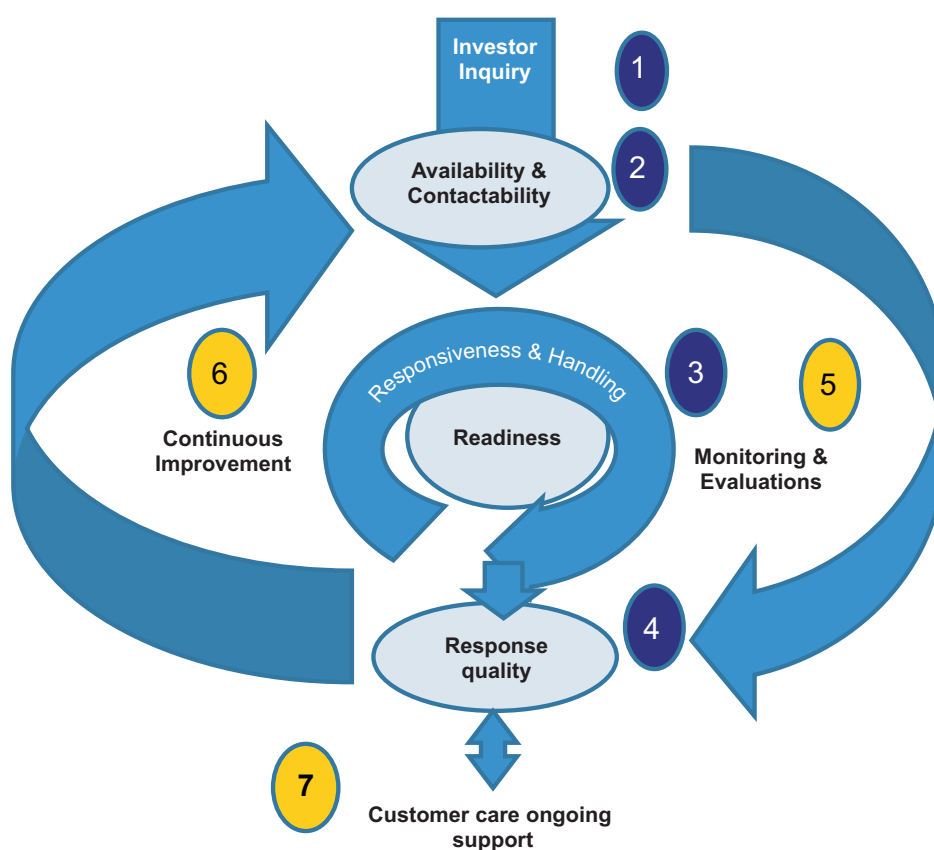 Investor
Inquiry
1
Availability &
Contactability
2
Responsiveness & Handling
3
Readiness
5
Monitoring &
Evaluations
6
Continuous
Improvement
Response
quality
4
7
Customer care ongoing
support